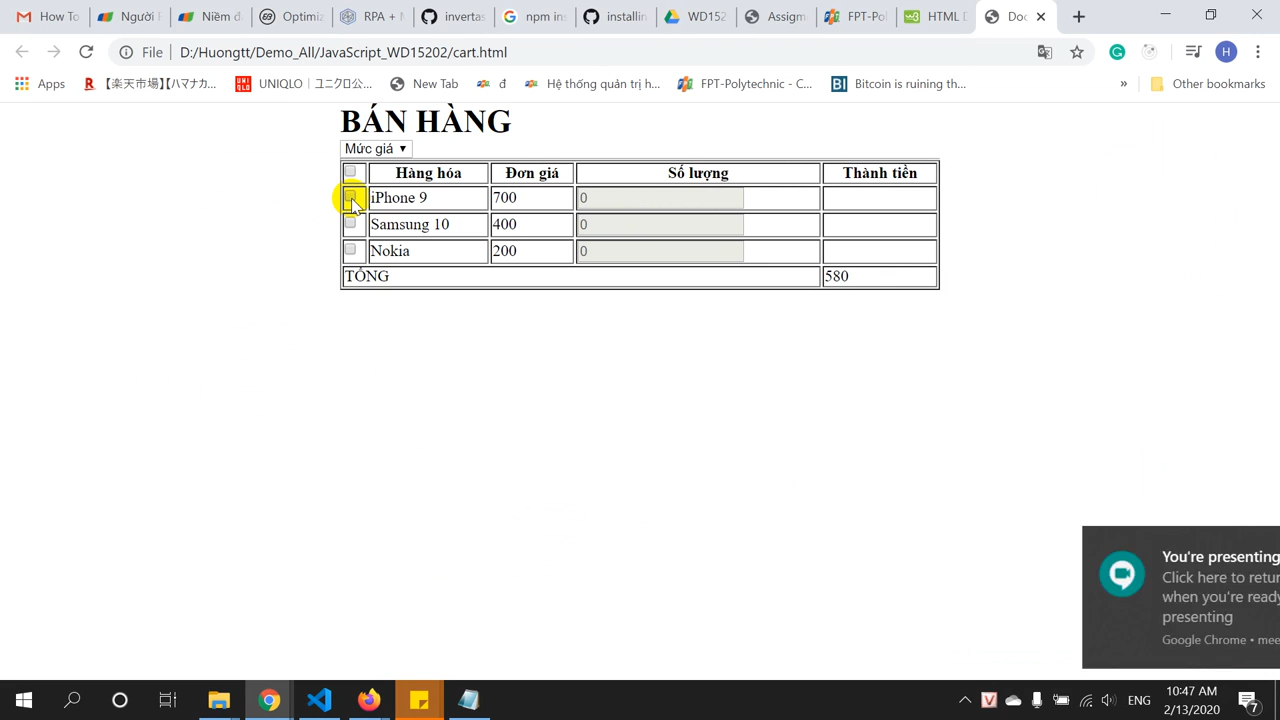 How To
Người P
Niềm đ
Optimiz
RPA + M
invertas
npm ins
installin
WD152
Assign
FPT-Pol
HTML D
Doc
File D:/Huongtt/Demo_All/JavaScript_WD15202/cart.html
H
Apps
【楽天市場】【ハマナカ...
UNIQLO｜ユニクロ公...
New Tab
đ
Hệ thống quản trị h...
FPT-Polytechnic - C...
Bitcoin is ruining th...
»
Other bookmarks
BÁN HÀNG
Mức giá
Hàng hóa Đơn giá Số lượng Thành tiền
iPhone 9 700 0
Samsung 10 400 0
Nokia 200 0
TỔNG 580
You're presenting
Click here to retur
when you're ready
presenting
Google Chrome • mee
ENG
10:47 AM
2/13/2020
7